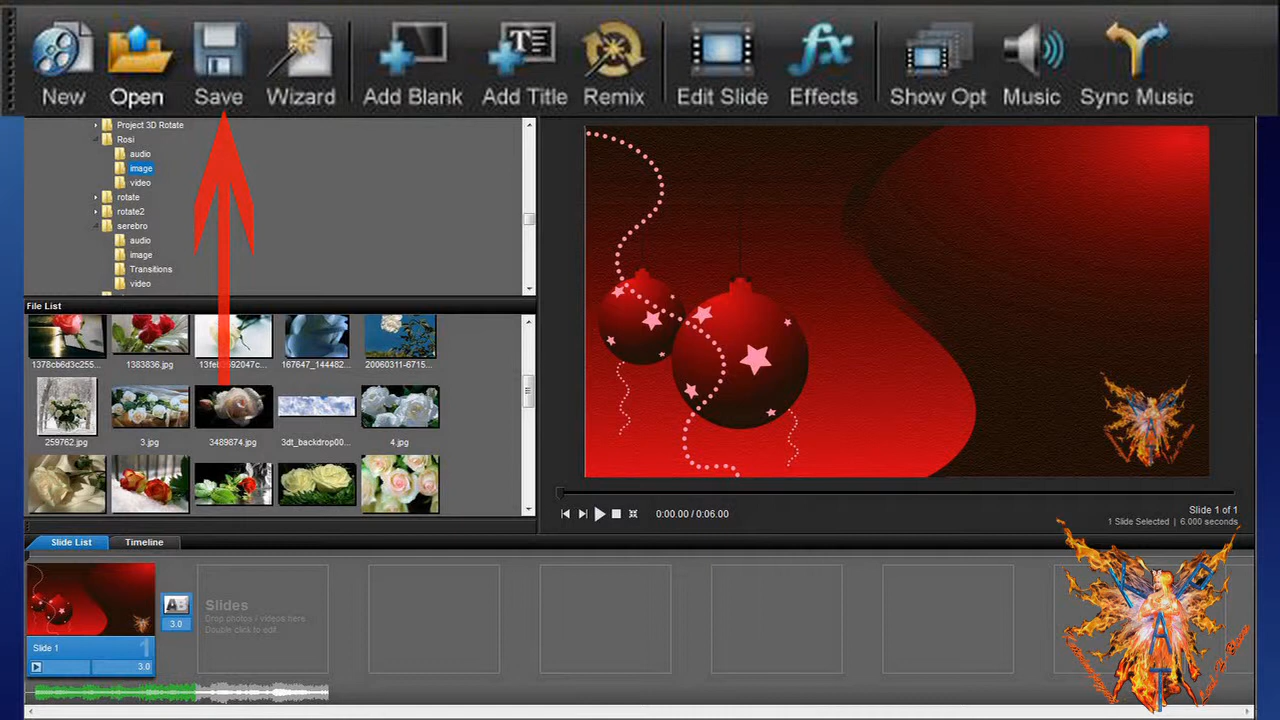 New Open Save Wizard Add Blank Add Title Remix Edit Slide Effects Show Opt Music Sync Music
Project 3D Rotate
Rosi
audio
image
video
rotate
rotate2
serebro
audio
image
Transitions
video
File List
1378cb6d3c255... 1383836.jpg 167647_144482... 20060311-6715...
259762.jpg 3.jpg 3489874.jpg 3dt_backdrop00... 4.jpg
0:00.00 / 0:06.00
Slide 1 of 1
1 Slide Selected | 6.000 seconds
Slide List Timeline
AB
3.0
Slides
Drop photos / videos here.
Double click to edit.
Slide 1
1
3.0